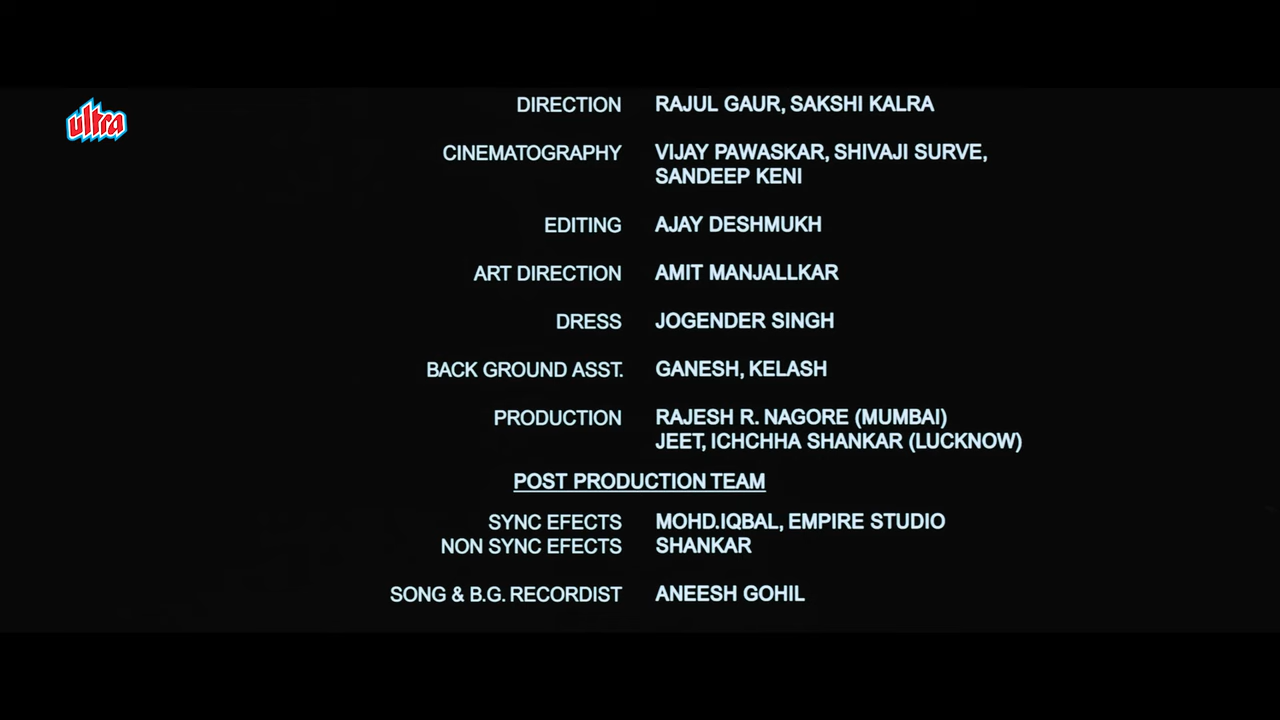 ultra
DIRECTION RAJUL GAUR, SAKSHI KALRA
CINEMATOGRAPHY VIJAY PAWASKAR, SHIVAJI SURVE,
SANDEEP KENI
EDITING AJAY DESHMUKH
ART DIRECTION AMIT MANJALLKAR
DRESS JOGENDER SINGH
BACK GROUND ASST. GANESH, KELASH
PRODUCTION RAJESH R. NAGORE (MUMBAI)
JEET, ICHCHHA SHANKAR (LUCKNOW)
POST PRODUCTION TEAM
SYNC EFECTS MOHD.IQBAL, EMPIRE STUDIO
NON SYNC EFECTS SHANKAR
SONG & B.G. RECORDIST ANEESH GOHIL